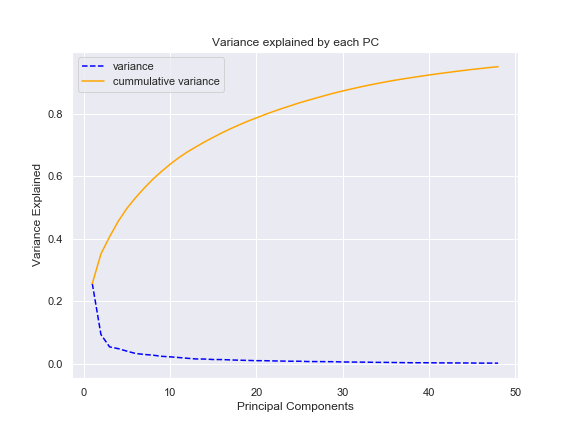 Variance explained by each PC
variance
cummulative variance
Variance Explained
0.8
0.6
0.4
0.2
0.0
0 10 20 30 40 50
Principal Components